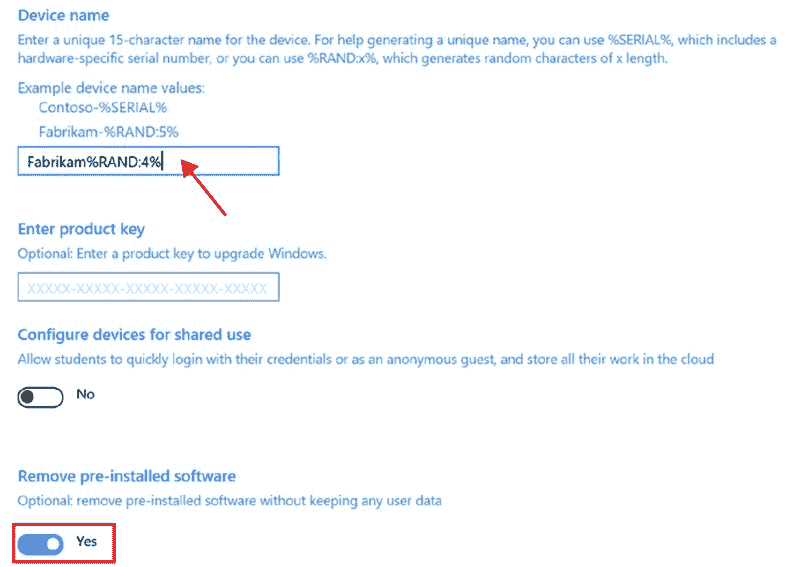 Device name
Enter a unique 15-character name for the device. For help generating a unique name, you can use %SERIAL%, which includes a
hardware-specific serial number, or you can use %RAND:x%, which generates random characters of x length.
Example device name values:
Contoso-%SERIAL%
Fabrikam-%RAND:5%
Fabrikam%RAND:4%
Enter product key
Optional: Enter a product key to upgrade Windows.
XXXXX-XXXXX-XXXXX-XXXXX-XXXXX
Configure devices for shared use
Allow students to quickly login with their credentials or as an anonymous guest, and store all their work in the cloud
No
Remove pre-installed software
Optional: remove pre-installed software without keeping any user data
Yes